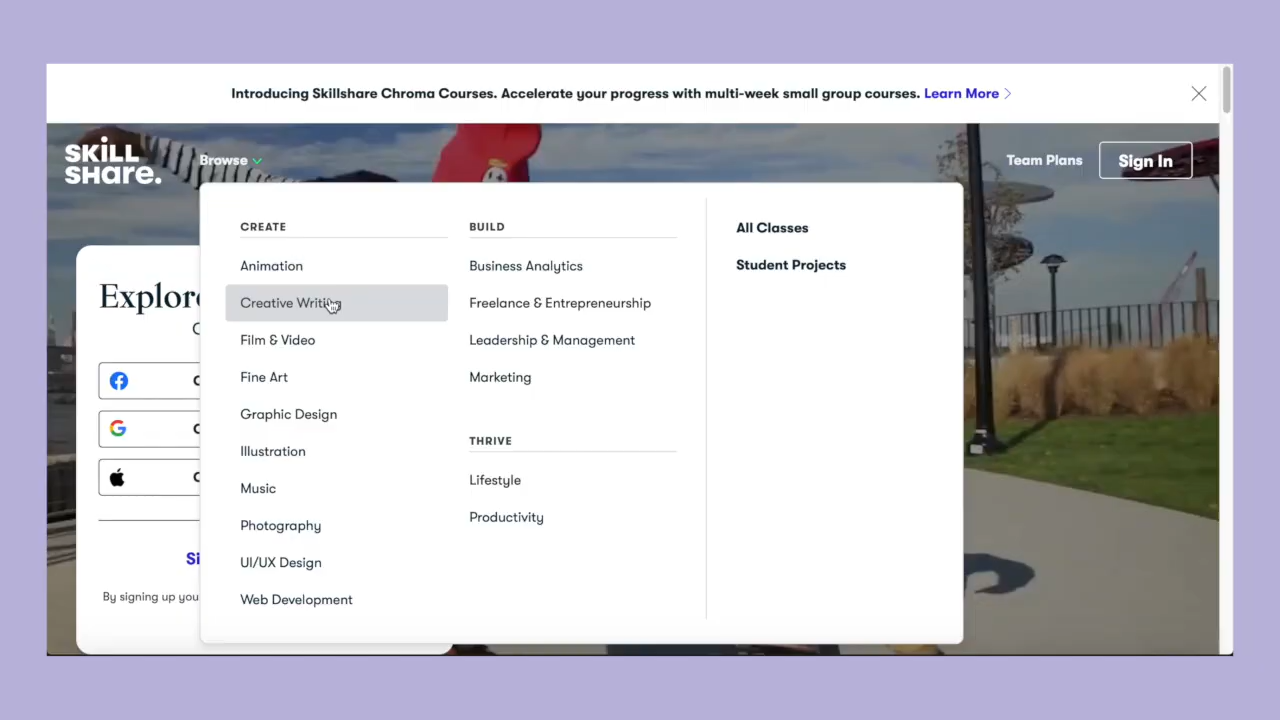 Introducing Skillshare Chroma Courses. Accelerate your progress with multi-week small group courses. Learn More
SKILL
SHARE.
Browse
Team Plans
Sign In
CREATE
Animation
Creative Writing
Film & Video
Fine Art
Graphic Design
Illustration
Music
Photography
UI/UX Design
Web Development
BUILD
Business Analytics
Freelance & Entrepreneurship
Leadership & Management
Marketing
THRIVE
Lifestyle
Productivity
All Classes
Student Projects
Explore
By signing up you